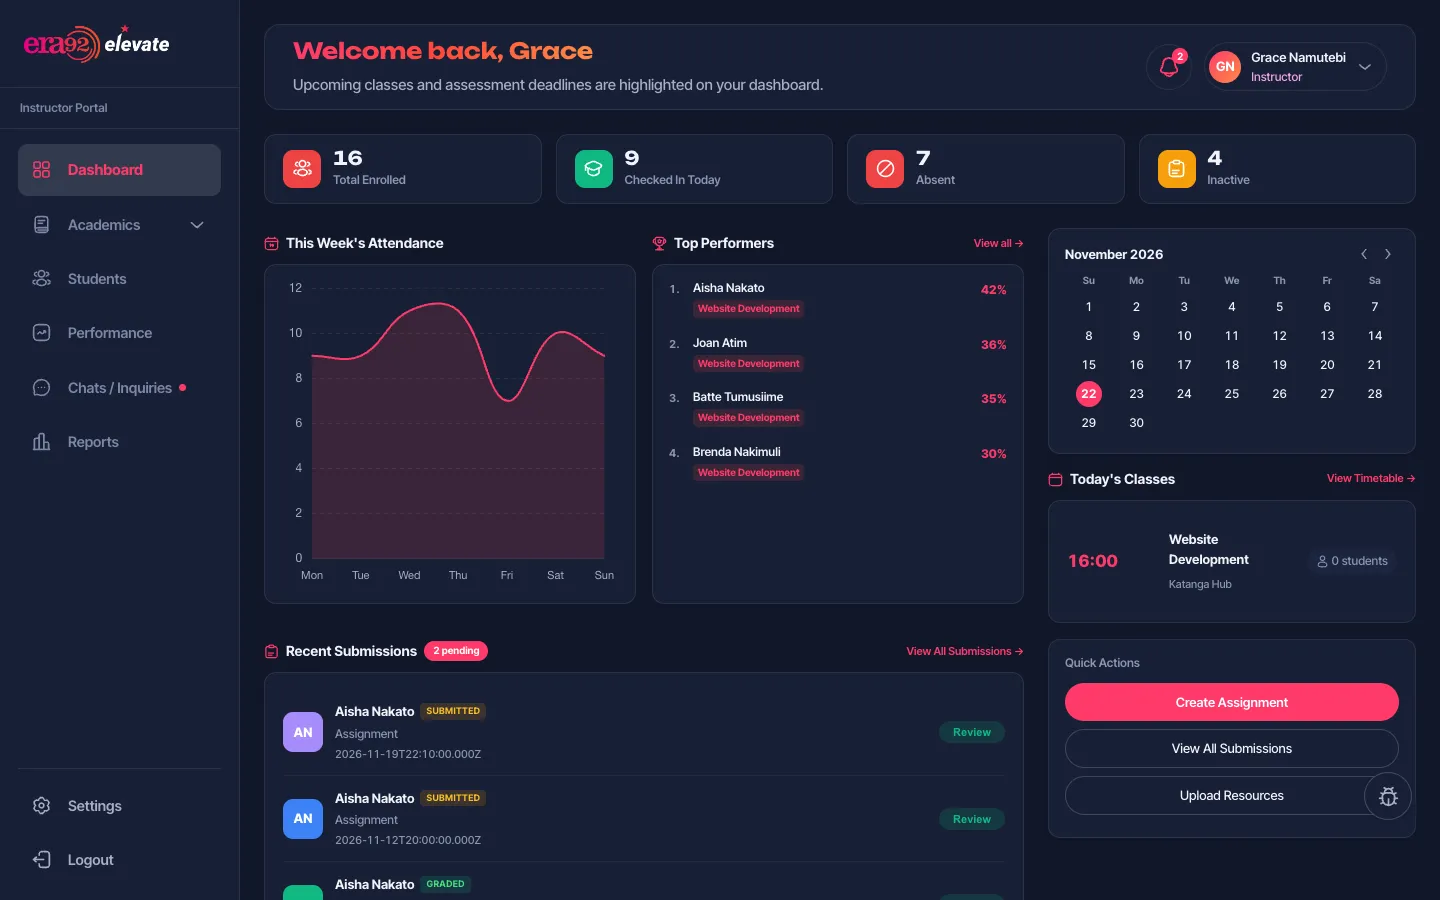 era92 elevate
Instructor Portal
Dashboard
Academics
Students
Performance
Chats / Inquiries
Reports
Settings
Logout
Welcome back, Grace
Upcoming classes and assessment deadlines are highlighted on your dashboard.
2
GN
Grace Namutebi
Instructor
16
Total Enrolled
9
Checked In Today
7
Absent
4
Inactive
This Week's Attendance
12
10
8
6
4
2
0
Mon Tue Wed Thu Fri Sat Sun
Top Performers
View all →
1. Aisha Nakato 42%
Website Development
2. Joan Atim 36%
Website Development
3. Batte Tumusiime 35%
Website Development
4. Brenda Nakimuli 30%
Website Development
November 2026
Su Mo Tu We Th Fr Sa
1 2 3 4 5 6 7
8 9 10 11 12 13 14
15 16 17 18 19 20 21
22 23 24 25 26 27 28
29 30
Today's Classes
View Timetable →
16:00
Website
Development
Katanga Hub
0 students
Recent Submissions
2 pending
View All Submissions →
AN
Aisha Nakato SUBMITTED
Assignment
2026-11-19T22:10:00.000Z
Review
AN
Aisha Nakato SUBMITTED
Assignment
2026-11-12T20:00:00.000Z
Review
Aisha Nakato GRADED
Quick Actions
Create Assignment
View All Submissions
Upload Resources